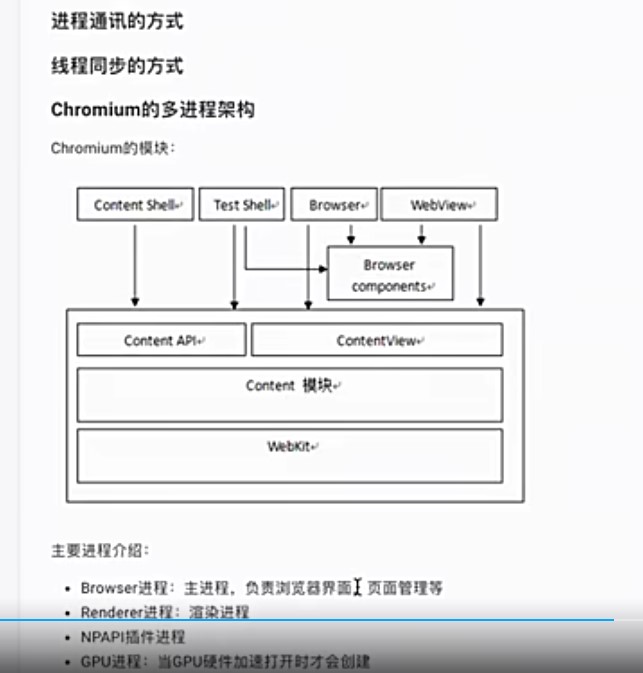 进程通讯的方式
线程同步的方式
Chromium的多进程架构
Chromium的模块：
Content Shell Test Shell Browser WebView
Browser
components
Content API ContentView
Content 模块
WebKit
主要进程介绍：
Browser进程：主进程，负责浏览器界面，页面管理等
Renderer进程：渲染进程
NPAPI插件进程
GPU进程：当GPU硬件加速打开时才会创建